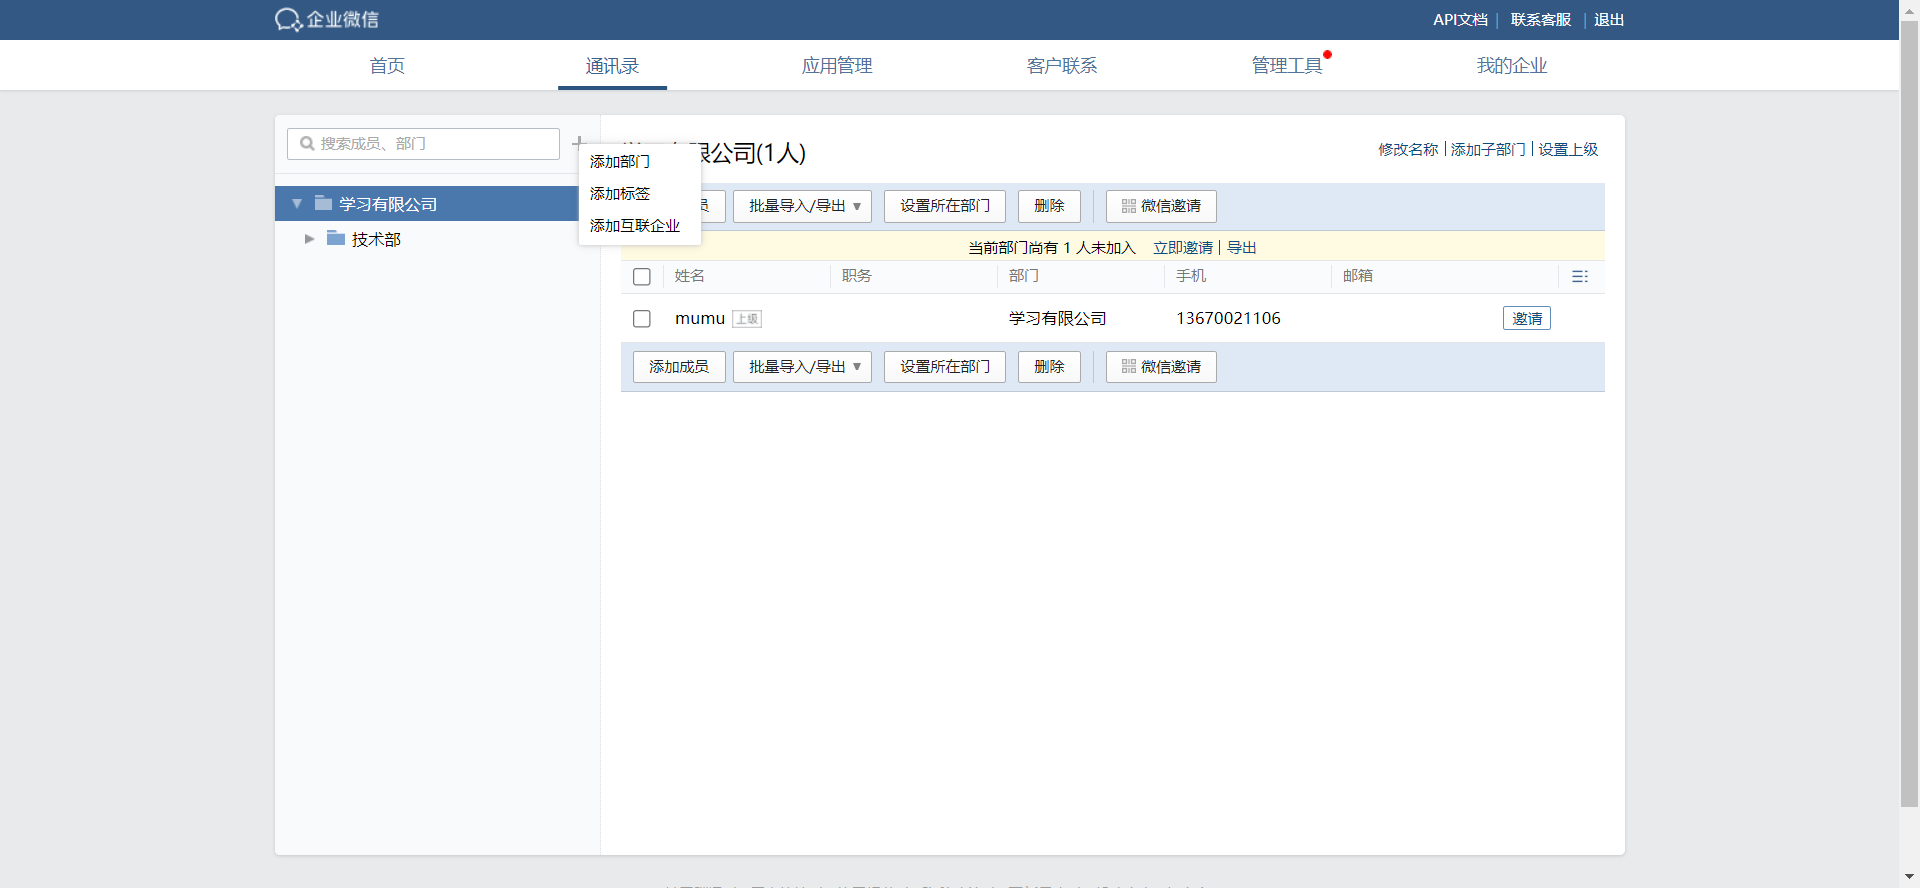 企业微信
API文档 联系客服 退出
首页 通讯录 应用管理 客户联系 管理工具 我的企业
搜索成员、部门
限公司(1人)
修改名称 添加子部门 设置上级
添加部门
添加标签
添加互联企业
学习有限公司
技术部
员 批量导入/导出 设置所在部门 删除 微信邀请
当前部门尚有 1 人未加入 立即邀请 导出
姓名 职务 部门 手机 邮箱
mumu 上级 学习有限公司 13670021106 邀请
添加成员 批量导入/导出 设置所在部门 删除 微信邀请